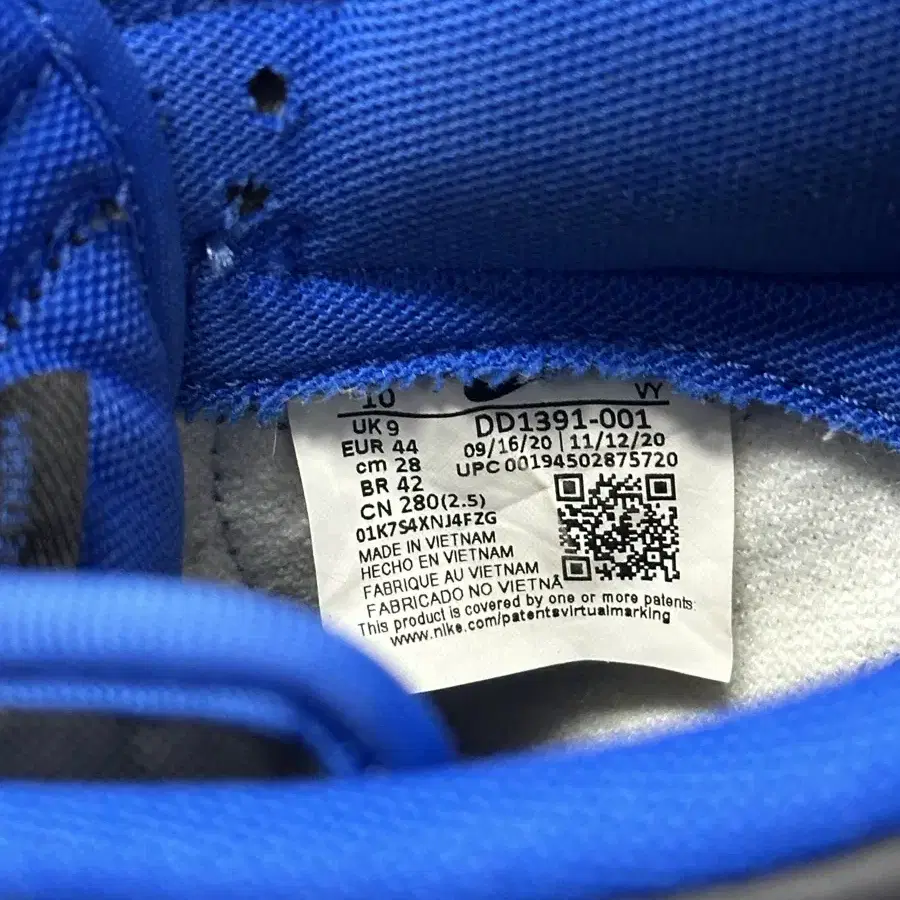 10 VY
UK 9 DD1391-001
EUR 44 09/16/20 | 11/12/20
cm 28 UPC 00194502875720
BR 42
CN 280(2.5)
01K7S4XNJ4FZG
MADE IN VIETNAM
HECHO EN VIETNAM
FABRIQUE AU VIETNAM
FABRICADO NO VIETNÃ
This product is covered by one or more patents:
www.nike.com/patentsvirtualmarking